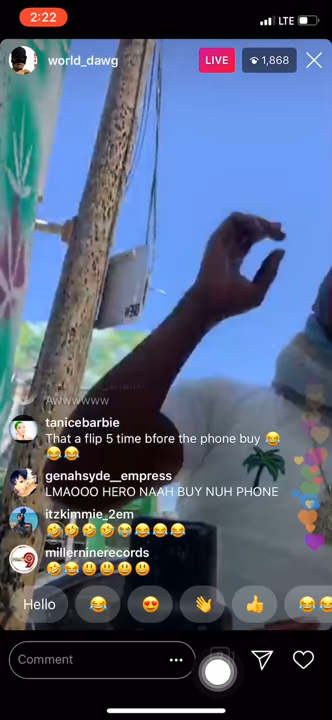 2:22
LTE
world_dawg
LIVE
1,868
Awwwwww
tanicebarbie
That a flip 5 time bfore the phone buy 😂
😂😂
genahsyde__empress
LMAOOO HERO NAAH BUY NUH PHONE
itzkimmie_2em
🤣🤣🤣🤣😭😂😂😂
millerninerecords
🤣😂😃😃😃😃
Hello 😂 😍 👋 👍 😂😂
Comment